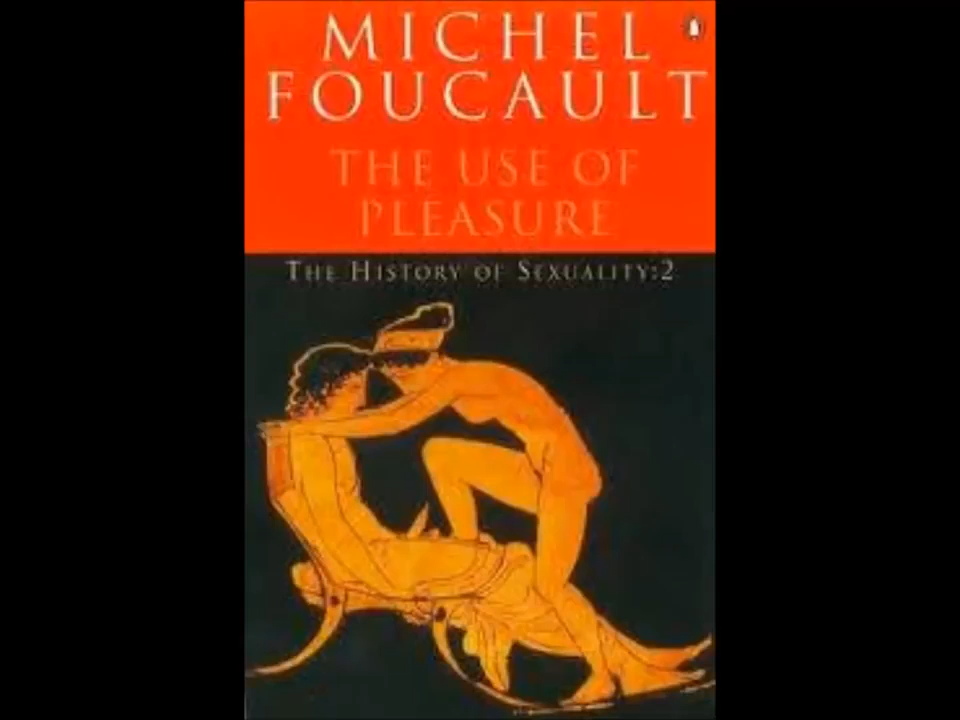 MICHEL
FOUCAULT
THE USE OF
PLEASURE
THE HISTORY OF SEXUALITY:2